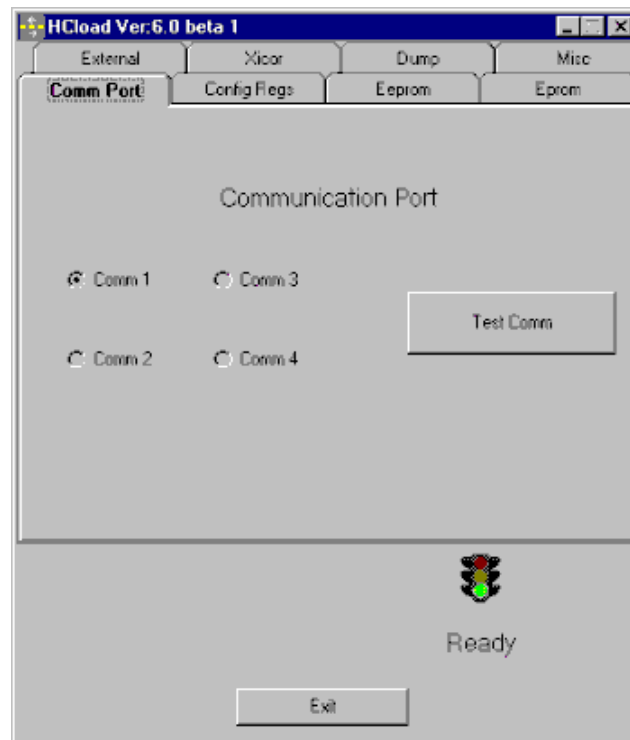 HCload Ver:6.0 beta 1
External Xicor Dump Misc
Comm Port Config Regs Eeprom Eprom
Communication Port
Comm 1 Comm 3
Test Comm
Comm 2 Comm 4
Ready
Exit